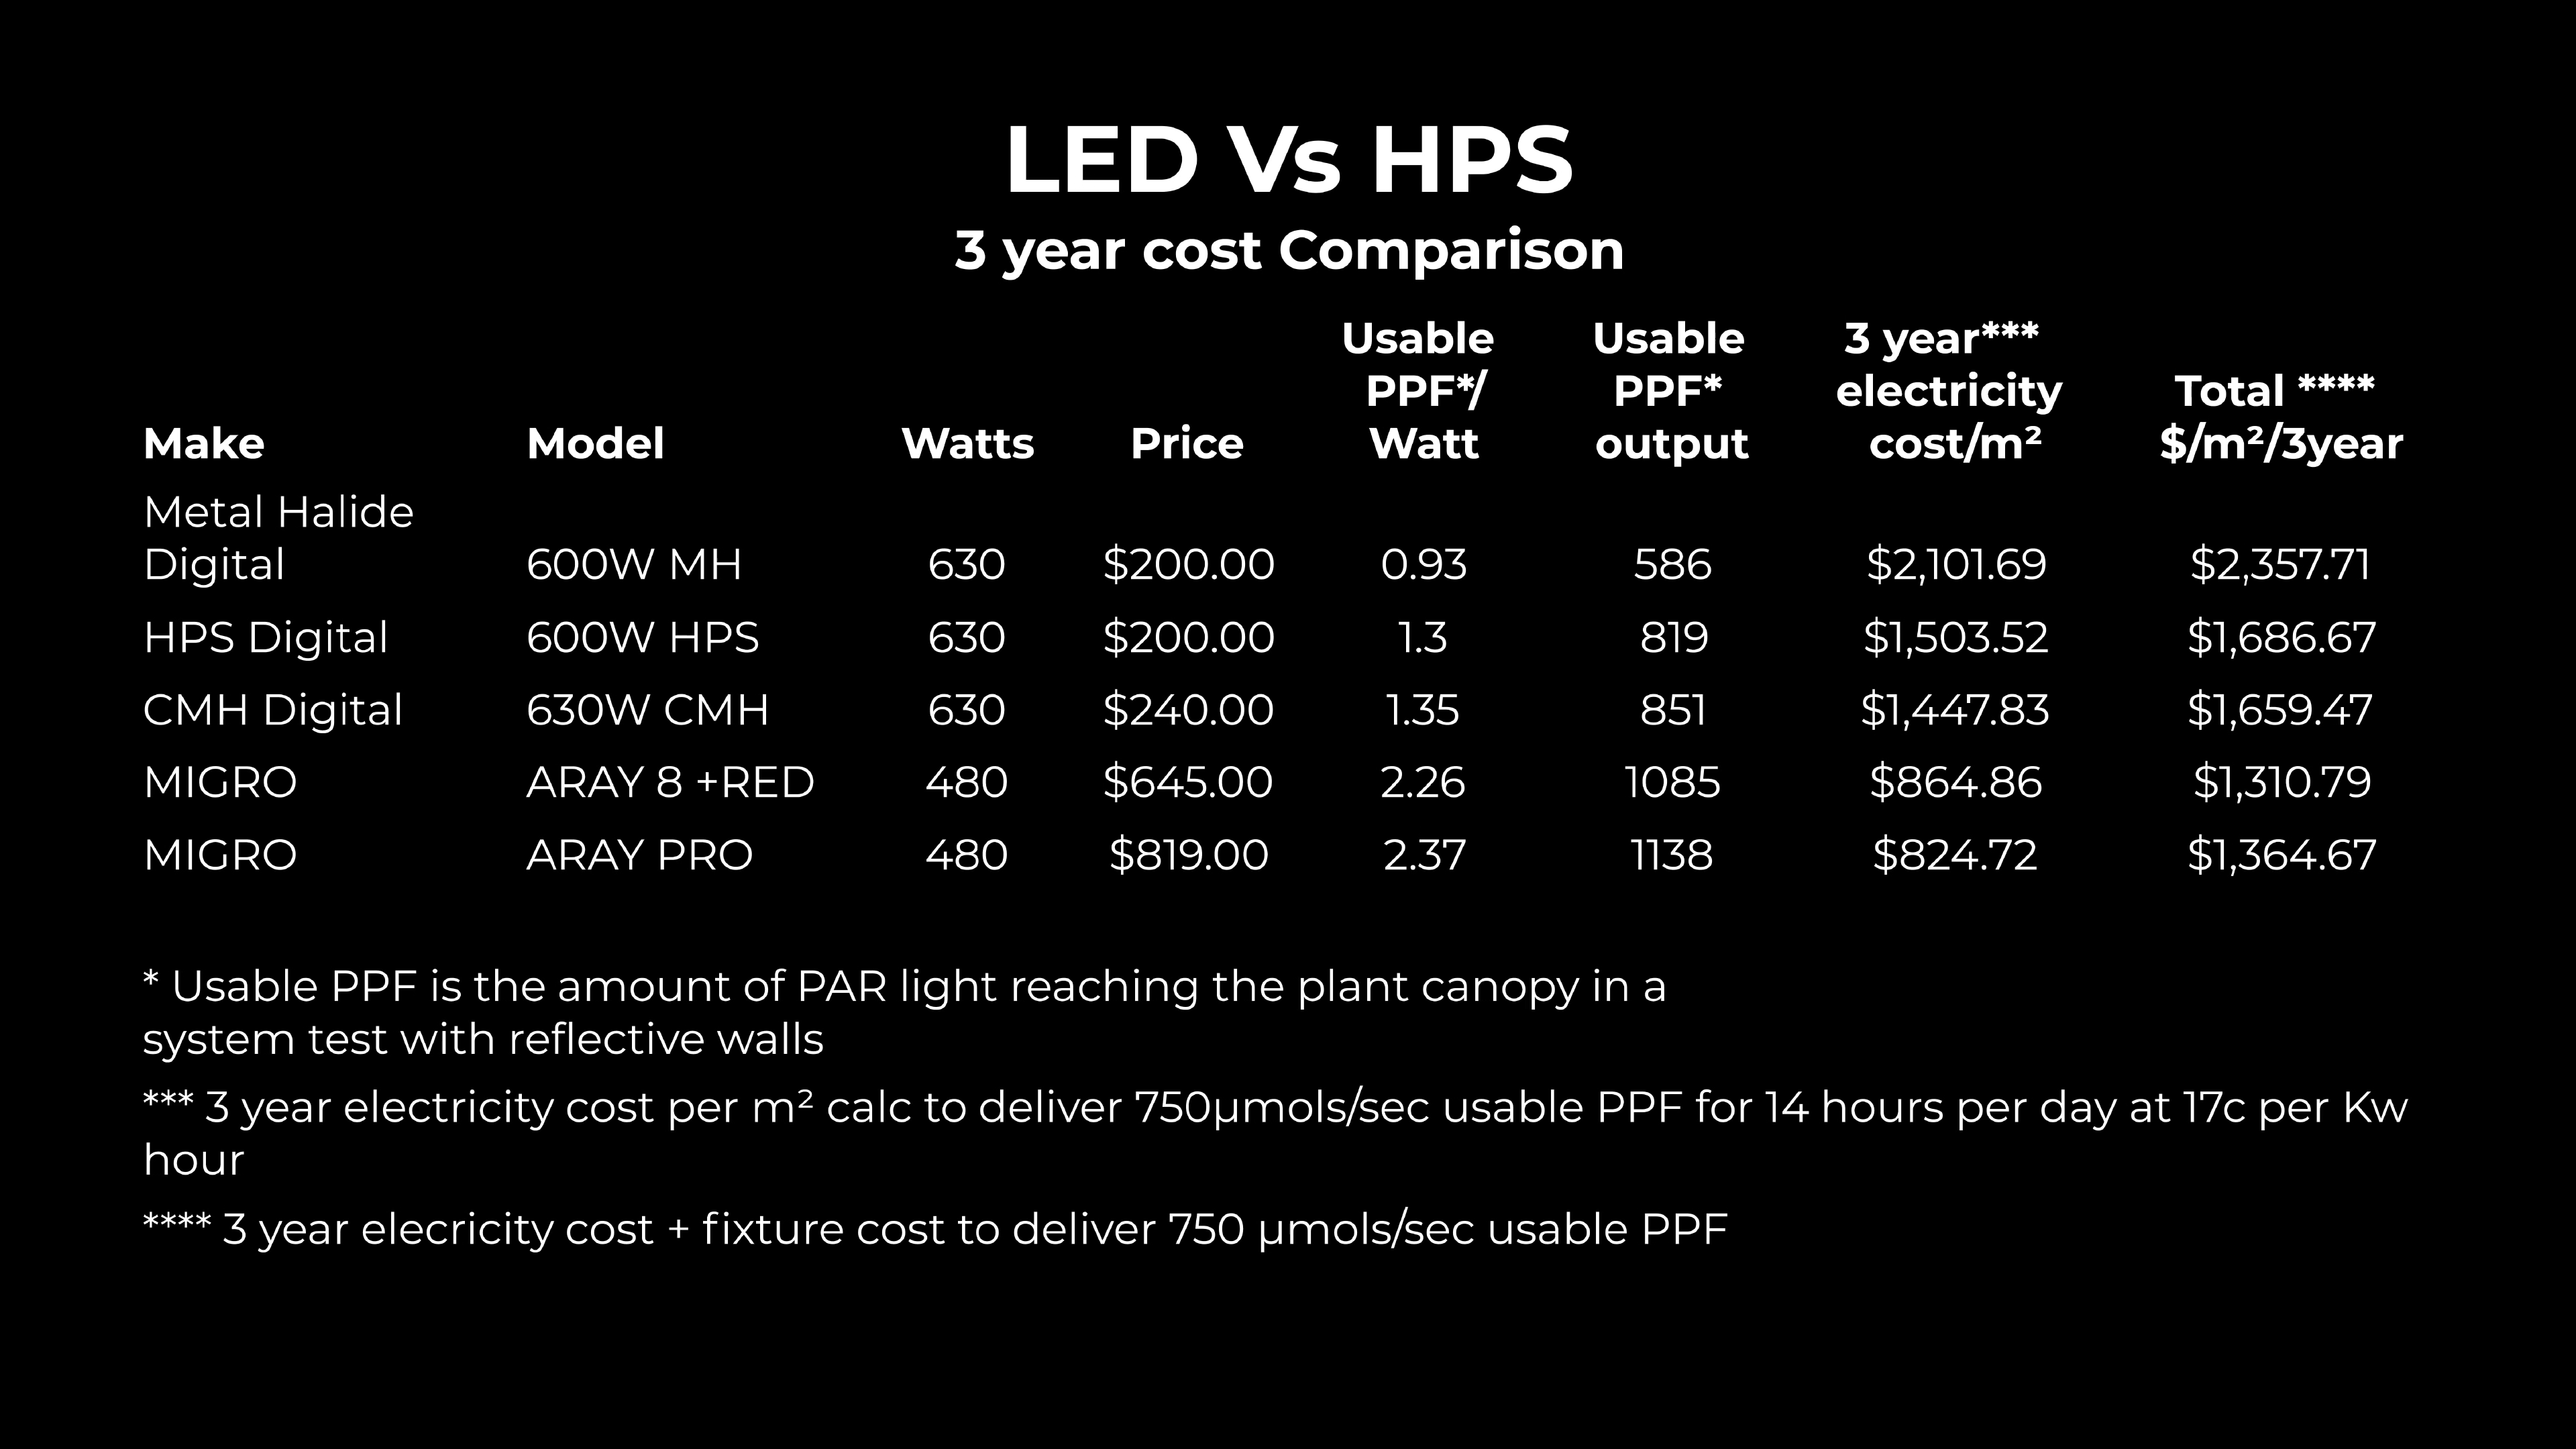 LED Vs HPS
3 year cost Comparison
Usable Usable 3 year***
PPF*/ PPF* electricity Total ****
Make Model Watts Price Watt output cost/m² $/m²/3year
Metal Halide
Digital 600W MH 630 $200.00 0.93 586 $2,101.69 $2,357.71
HPS Digital 600W HPS 630 $200.00 1.3 819 $1,503.52 $1,686.67
CMH Digital 630W CMH 630 $240.00 1.35 851 $1,447.83 $1,659.47
MIGRO ARAY 8 +RED 480 $645.00 2.26 1085 $864.86 $1,310.79
MIGRO ARAY PRO 480 $819.00 2.37 1138 $824.72 $1,364.67
* Usable PPF is the amount of PAR light reaching the plant canopy in a
system test with reflective walls
*** 3 year electricity cost per m² calc to deliver 750µmols/sec usable PPF for 14 hours per day at 17c per Kw
hour
**** 3 year elecricity cost + fixture cost to deliver 750 µmols/sec usable PPF